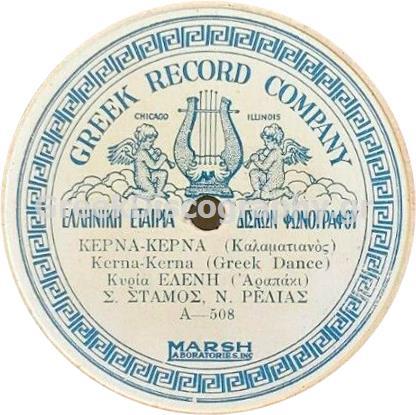 GREEK RECORD COMPANY
CHICAGO ILLINOIS
ΕΛΛΗΝΙΚΗ ΕΤΑΙΡΙΑ ΔΙΣΚΩΝ ΦΩΝΟΓΡΑΦΟΥ
ΚΕΡΝΑ-ΚΕΡΝΑ (Καλαματιανὸς)
Kerna-Kerna (Greek Dance)
Κυρία ΕΛΕΝΗ (Ἀραπάκι)
Σ. ΣΤΑΜΟΣ, Ν. ΡΕΛΙΑΣ
A—508
MARSH
LABORATORIES, INC